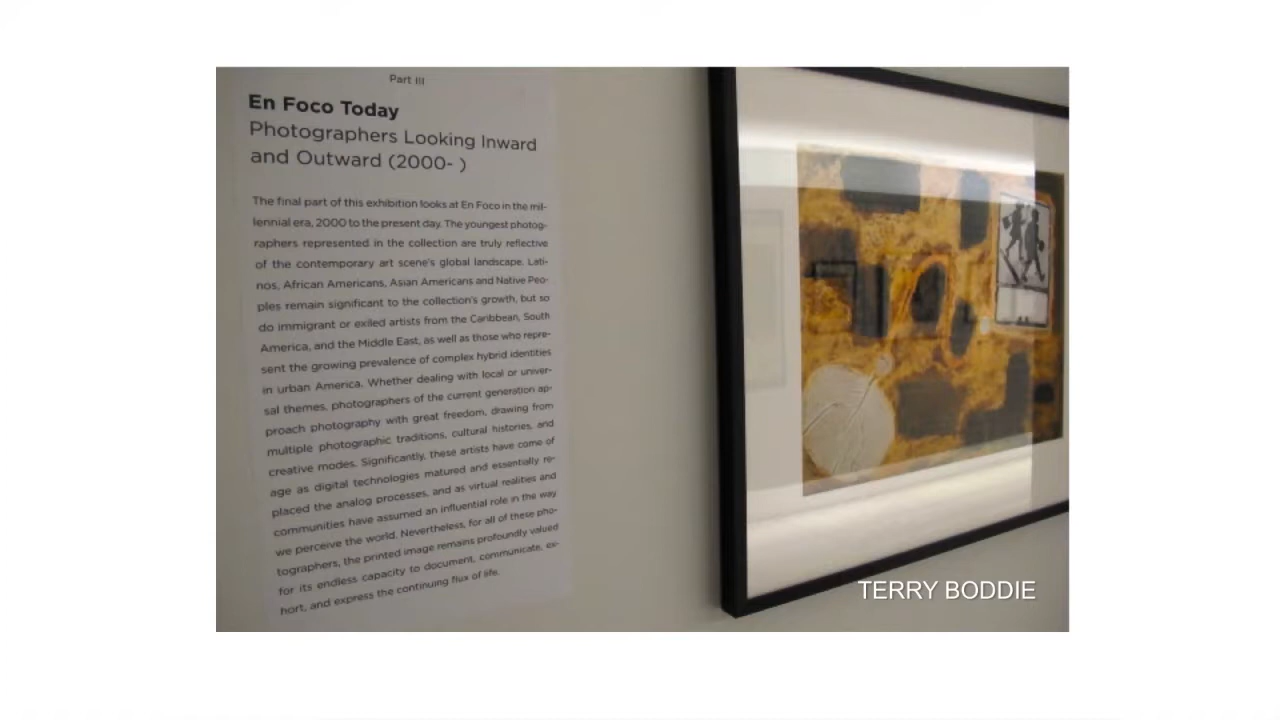 Part III
En Foco Today
Photographers Looking Inward
and Outward (2000- )
The final part of this exhibition looks at En Foco in the mil-
lennial era, 2000 to the present day. The youngest photog-
raphers represented in the collection are truly reflective
of the contemporary art scene's global landscape. Lati-
nos, African Americans, Asian Americans and Native Peo-
ples remain significant to the collection's growth, but so
do immigrant or exiled artists from the Caribbean, South
America, and the Middle East, as well as those who repre-
sent the growing prevalence of complex hybrid identities
in urban America. Whether dealing with local or univer-
sal themes, photographers of the current generation ap-
proach photography with great freedom, drawing from
multiple photographic traditions, cultural histories, and
creative modes. Significantly, these artists have come of
age as digital technologies matured and essentially re-
placed the analog processes, and as virtual realities and
communities have assumed an influential role in the way
we perceive the world. Nevertheless, for all of these pho-
tographers, the printed image remains profoundly valued
for its endless capacity to document, communicate, ex-
hort, and express the continuing flux of life.
TERRY BODDIE